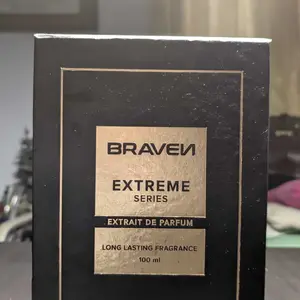 BRAVEN
EXTREME
SERIES
EXTRAIT DE PARFUM
LONG LASTING FRAGRANCE
100 ml